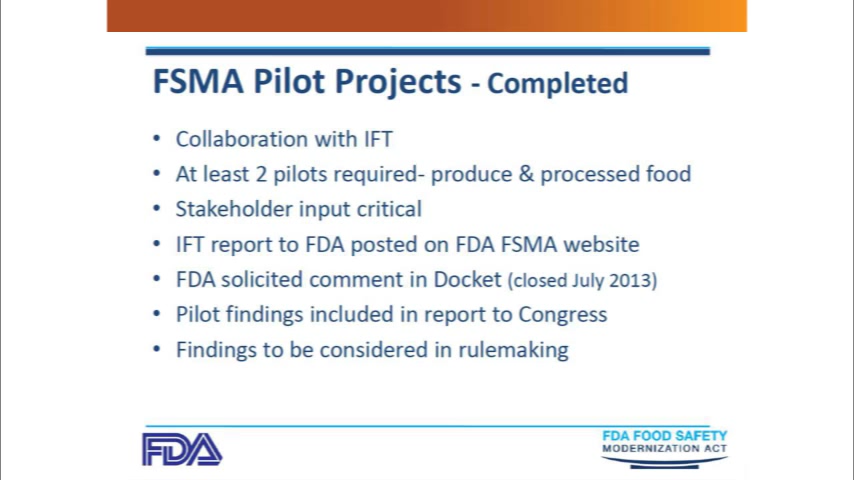 FSMA Pilot Projects - Completed
• Collaboration with IFT
• At least 2 pilots required- produce & processed food
• Stakeholder input critical
• IFT report to FDA posted on FDA FSMA website
• FDA solicited comment in Docket (closed July 2013)
• Pilot findings included in report to Congress
• Findings to be considered in rulemaking
FDA
FDA FOOD SAFETY
MODERNIZATION ACT